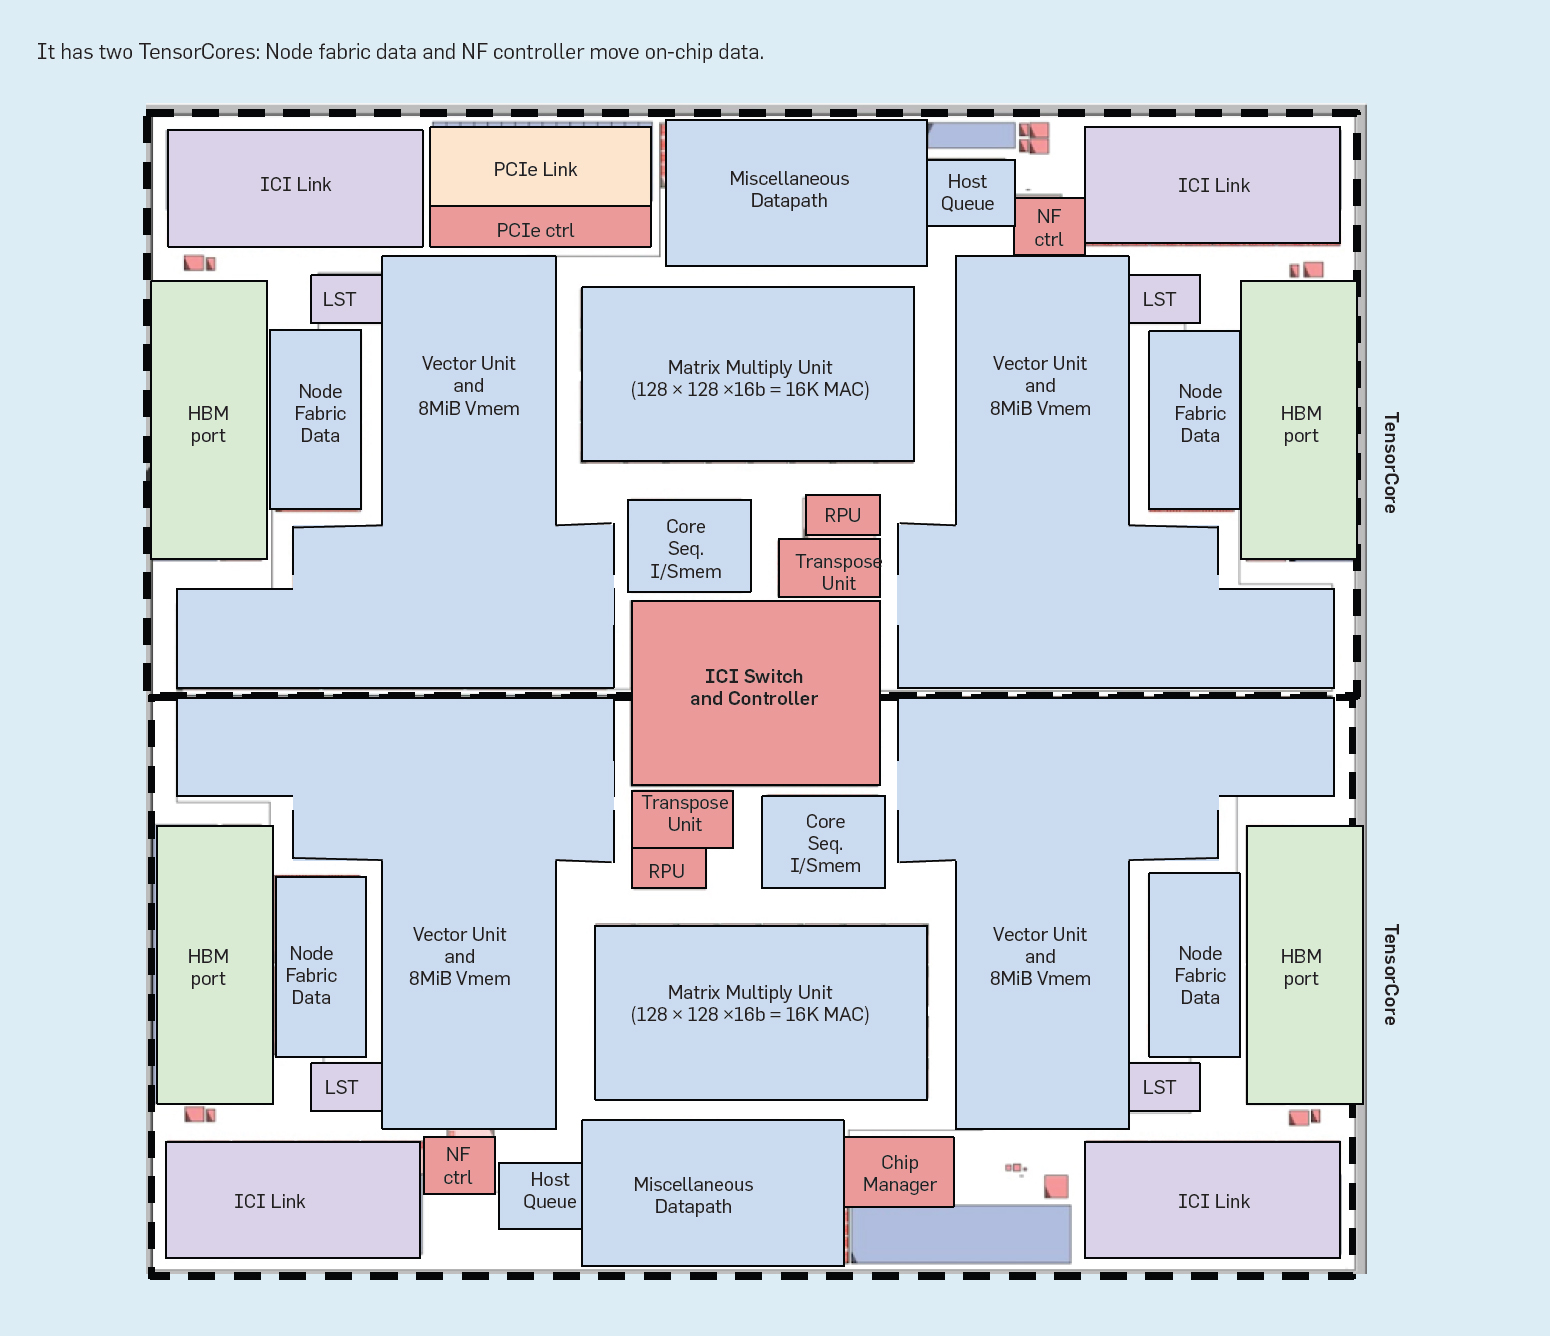 It has two TensorCores: Node fabric data and NF controller move on-chip data.
ICI Link
PCIe Link
PCIe ctrl
Miscellaneous
Datapath
Host
Queue
NF
ctrl
ICI Link
HBM
port
LST
Node
Fabric
Data
Vector Unit
and
8MiB Vmem
Matrix Multiply Unit
(128 × 128 ×16b = 16K MAC)
Vector Unit
and
8MiB Vmem
LST
Node
Fabric
Data
HBM
port
TensorCore
Core
Seq.
I/Smem
RPU
Transpose
Unit
ICI Switch
and Controller
Transpose
Unit
RPU
Core
Seq.
I/Smem
HBM
port
Node
Fabric
Data
LST
Vector Unit
and
8MiB Vmem
Matrix Multiply Unit
(128 × 128 ×16b = 16K MAC)
Vector Unit
and
8MiB Vmem
LST
Node
Fabric
Data
HBM
port
TensorCore
ICI Link
NF
ctrl
Host
Queue
Miscellaneous
Datapath
Chip
Manager
ICI Link